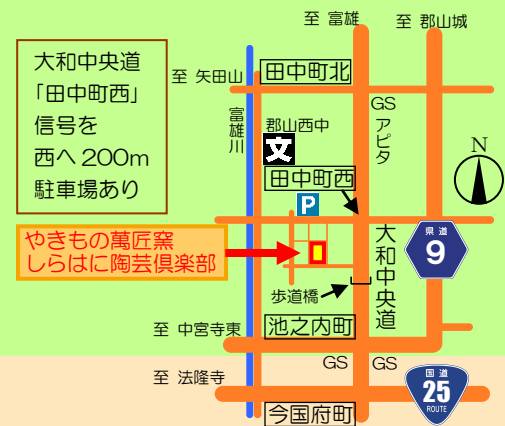 至 富雄
至 郡山城
大和中央道
「田中町西」
信号を
西へ 200m
駐車場あり
至 矢田山
田中町北
富雄川
郡山西中
文
GS
アピタ
N
田中町西
P
やきもの萬匠窯
しらはに陶芸倶楽部
大和中央道
県道
9
歩道橋
至 中宮寺東
池之内町
GS
GS
至 法隆寺
国道
25
ROUTE
今国府町